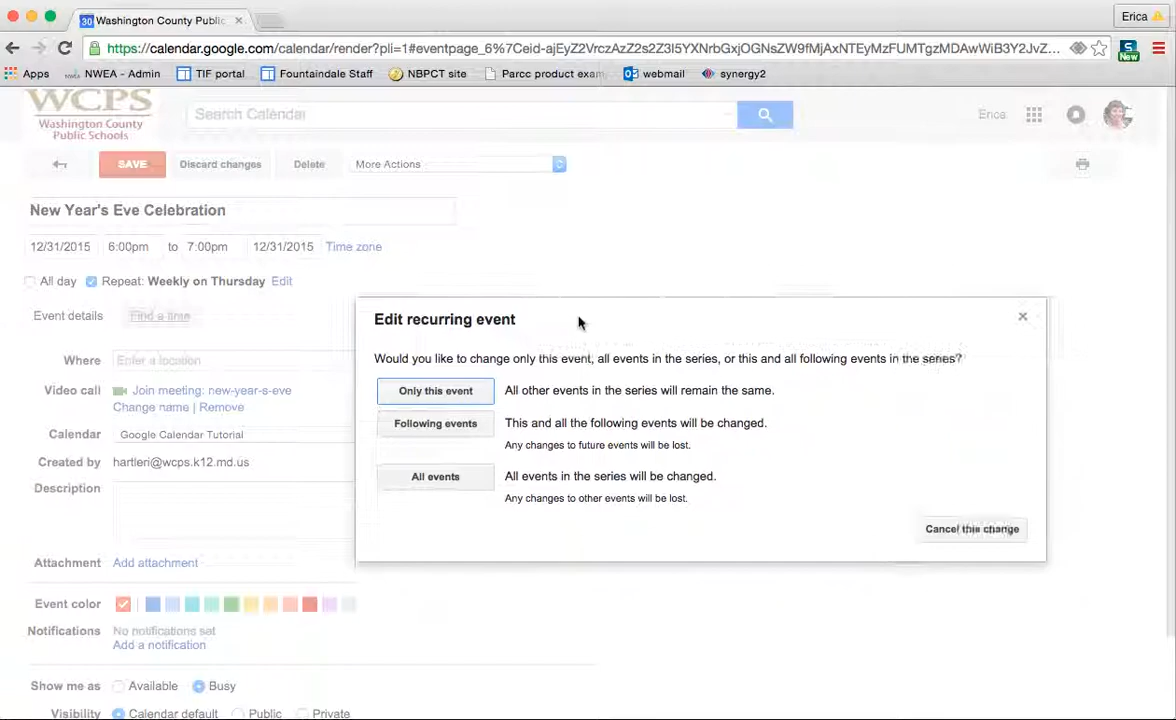 30 Washington County Public
Erica
https://calendar.google.com/calendar/render?pli=1#eventpage_6%7Ceid-ajEyZ2VrczAzZ2s2Z3I5YXNrbGxjOGNsZW9fMjAxNTEyMzFUMTgzMDAwWiB3Y2JvZ...
New
Apps NWEA - Admin TIF portal Fountaindale Staff NBPCT site Parcc product exam webmail synergy2
WCPS
Washington County
Public Schools
Search Calendar
Erica
SAVE Discard changes Delete More Actions
New Year's Eve Celebration
12/31/2015 6:00pm to 7:00pm 12/31/2015 Time zone
All day Repeat: Weekly on Thursday Edit
Event details Find a time
Edit recurring event
Would you like to change only this event, all events in the series, or this and all following events in the series?
Only this event All other events in the series will remain the same.
Following events This and all the following events will be changed.
Any changes to future events will be lost.
All events All events in the series will be changed.
Any changes to other events will be lost.
Cancel this change
Where Enter a location
Video call Join meeting: new-year-s-eve
Change name | Remove
Calendar Google Calendar Tutorial
Created by hartleri@wcps.k12.md.us
Description
Attachment Add attachment
Event color
Notifications No notifications set
Add a notification
Show me as Available Busy
Visibility Calendar default Public Private